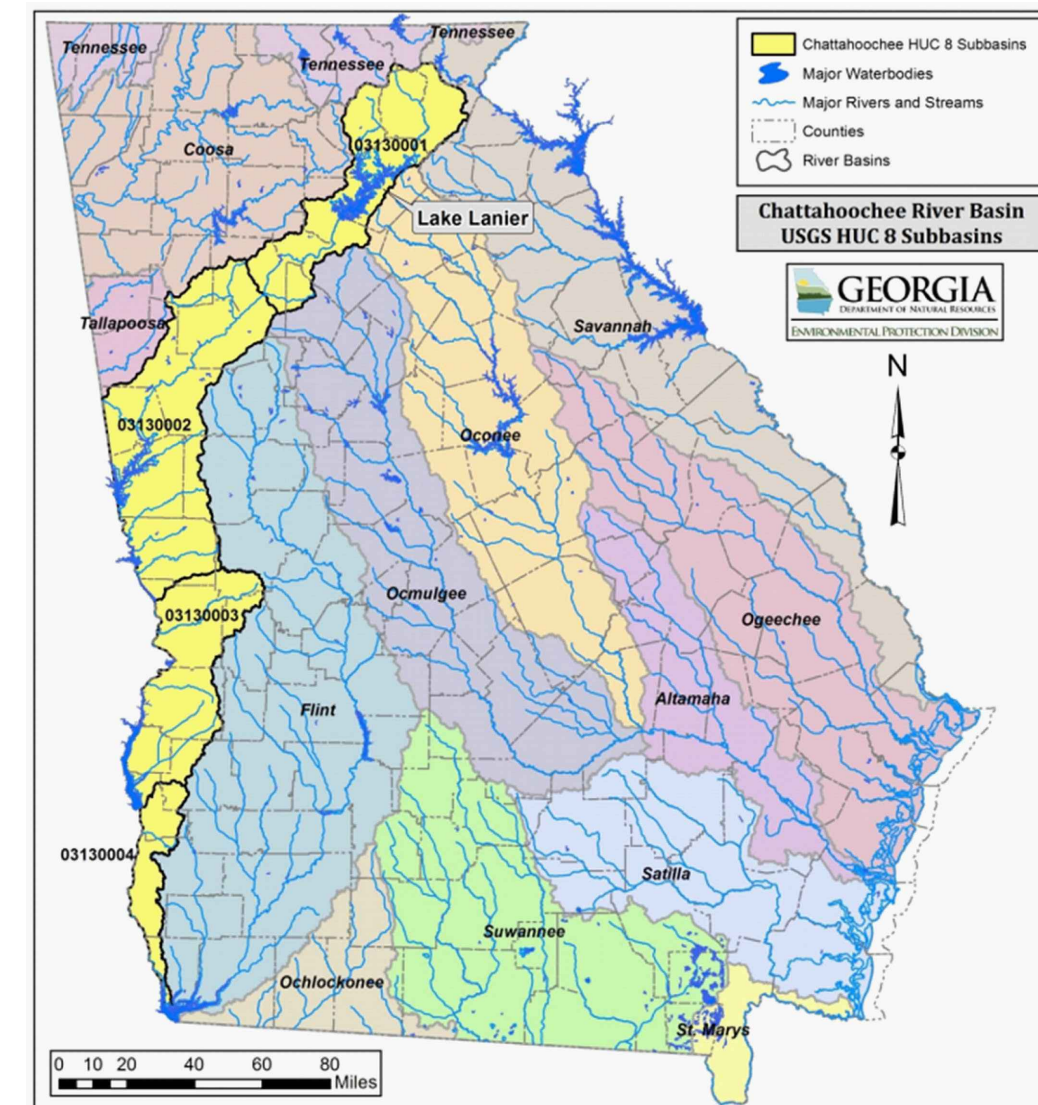 Tennessee
Tennessee
Tennessee
Coosa
03130001
Lake Lanier
Tallapoosa
Savannah
03130002
Oconee
Ocmulgee
03130003
Ogeechee
Flint
Altamaha
03130004
Satilla
Suwannee
Ochlockonee
St. Marys
Chattahoochee HUC 8 Subbasins
Major Waterbodies
Major Rivers and Streams
Counties
River Basins
Chattahoochee River Basin
USGS HUC 8 Subbasins
GEORGIA
DEPARTMENT OF NATURAL RESOURCES
ENVIRONMENTAL PROTECTION DIVISION
N
0 10 20 40 60 80
Miles